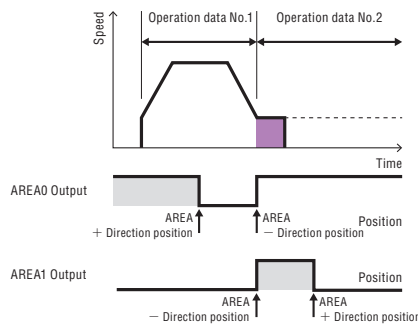 Speed
Operation data No.1
Operation data No.2
Time
AREA0 Output
AREA
+ Direction position
AREA
− Direction position
Position
AREA1 Output
Position
AREA
− Direction position
AREA
+ Direction position